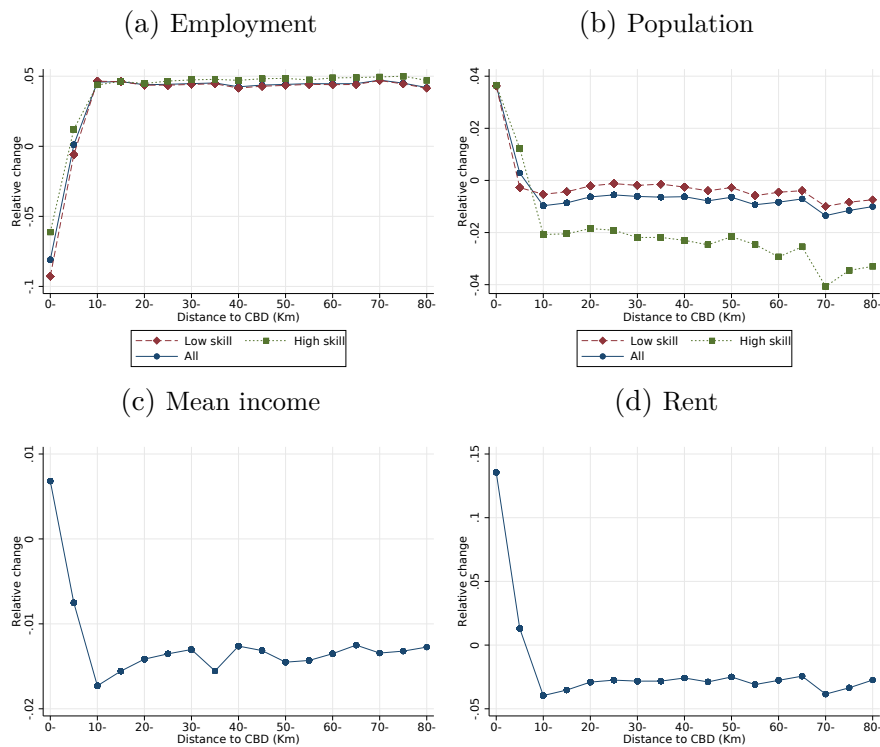 (a) Employment
Relative change
.05
0
-.05
-.1
0- 10- 20- 30- 40- 50- 60- 70- 80-
Distance to CBD (Km)
Low skill High skill
All
(b) Population
Relative change
.04
.02
0
-.02
-.04
0- 10- 20- 30- 40- 50- 60- 70- 80-
Distance to CBD (Km)
Low skill High skill
All
(c) Mean income
Relative change
.01
0
-.01
-.02
0- 10- 20- 30- 40- 50- 60- 70- 80-
Distance to CBD (Km)
(d) Rent
Relative change
.15
.1
.05
0
-.05
0- 10- 20- 30- 40- 50- 60- 70- 80-
Distance to CBD (Km)